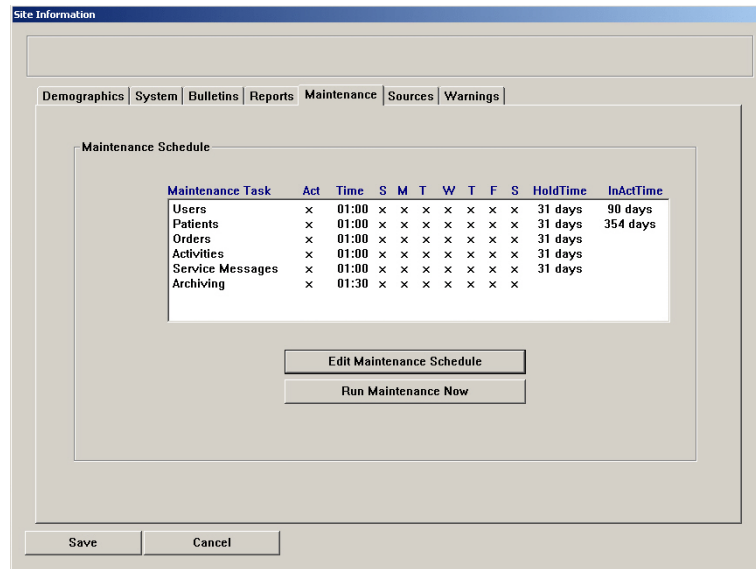 Site Information
Demographics System Bulletins Reports Maintenance Sources Warnings
Maintenance Schedule
Maintenance Task Act Time S M T W T F S HoldTime InActTime
Users x 01:00 x x x x x x x 31 days 90 days
Patients x 01:00 x x x x x x x 31 days 354 days
Orders x 01:00 x x x x x x x 31 days
Activities x 01:00 x x x x x x x 31 days
Service Messages x 01:00 x x x x x x x 31 days
Archiving x 01:30 x x x x x x x
Edit Maintenance Schedule
Run Maintenance Now
Save Cancel